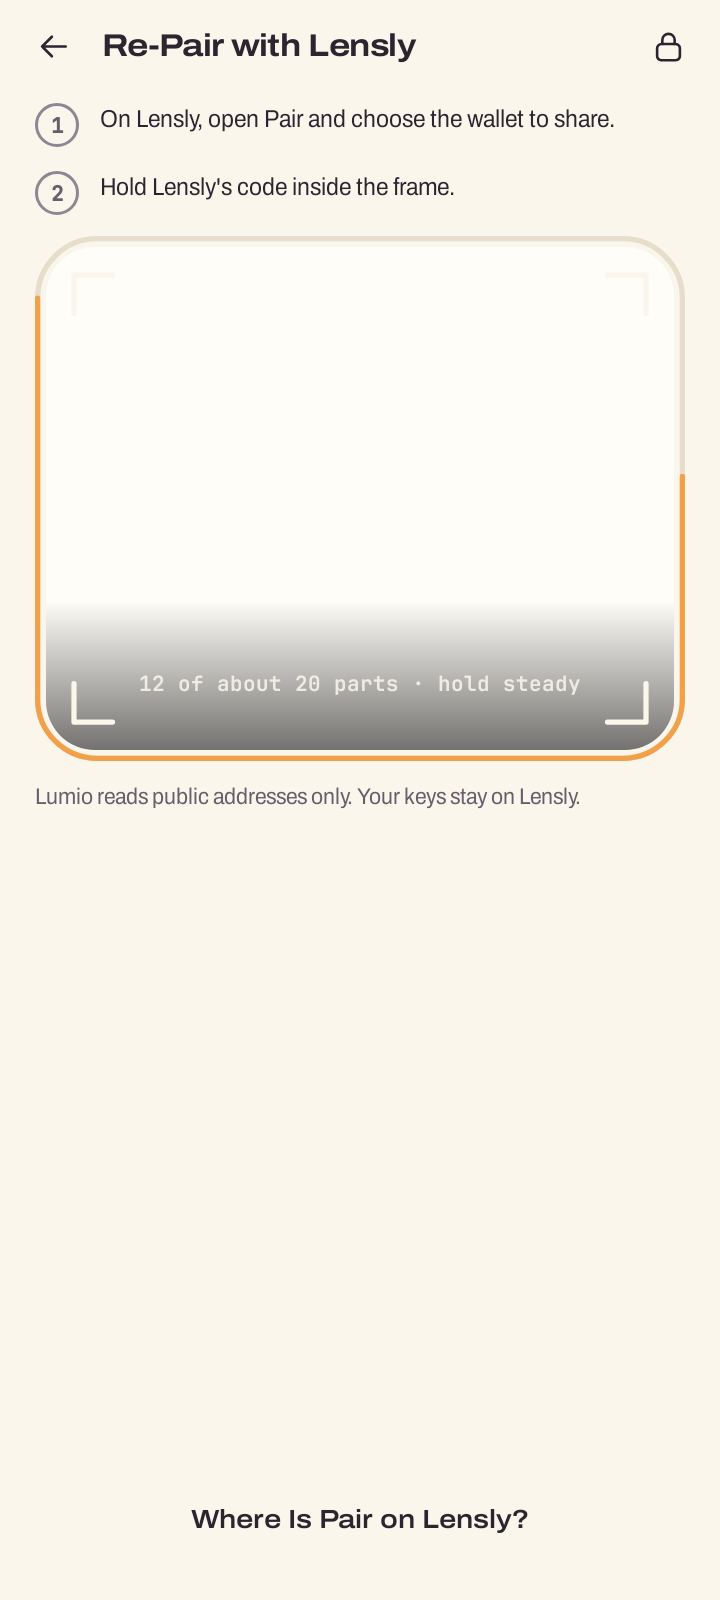 Re-Pair with Lensly
1 On Lensly, open Pair and choose the wallet to share.
2 Hold Lensly's code inside the frame.
12 of about 20 parts · hold steady
Lumio reads public addresses only. Your keys stay on Lensly.
Where Is Pair on Lensly?